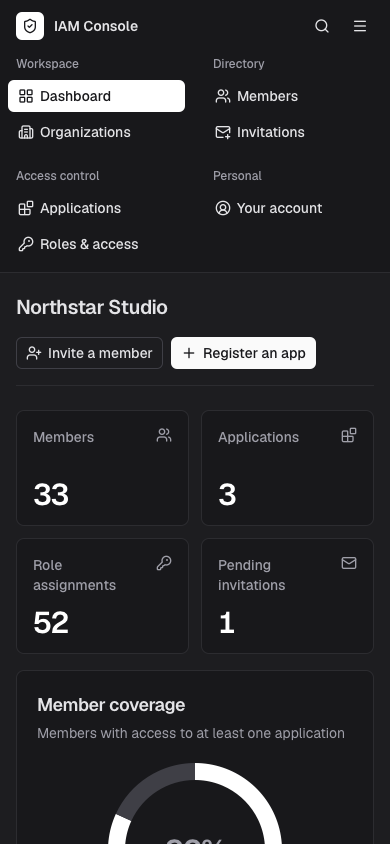 IAM Console
Workspace
Dashboard
Organizations
Directory
Members
Invitations
Access control
Applications
Roles & access
Personal
Your account
Northstar Studio
Invite a member
Register an app
Members
33
Applications
3
Role
assignments
52
Pending
invitations
1
Member coverage
Members with access to at least one application